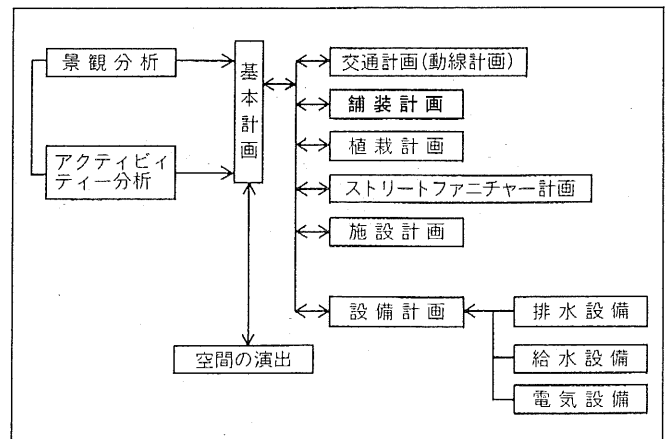 景観分析
アクティビィ
ティー分析
基本計画
空間の演出
交通計画(動線計画)
舗装計画
植栽計画
ストリートファニチャー計画
施設計画
設備計画
排水設備
給水設備
電気設備